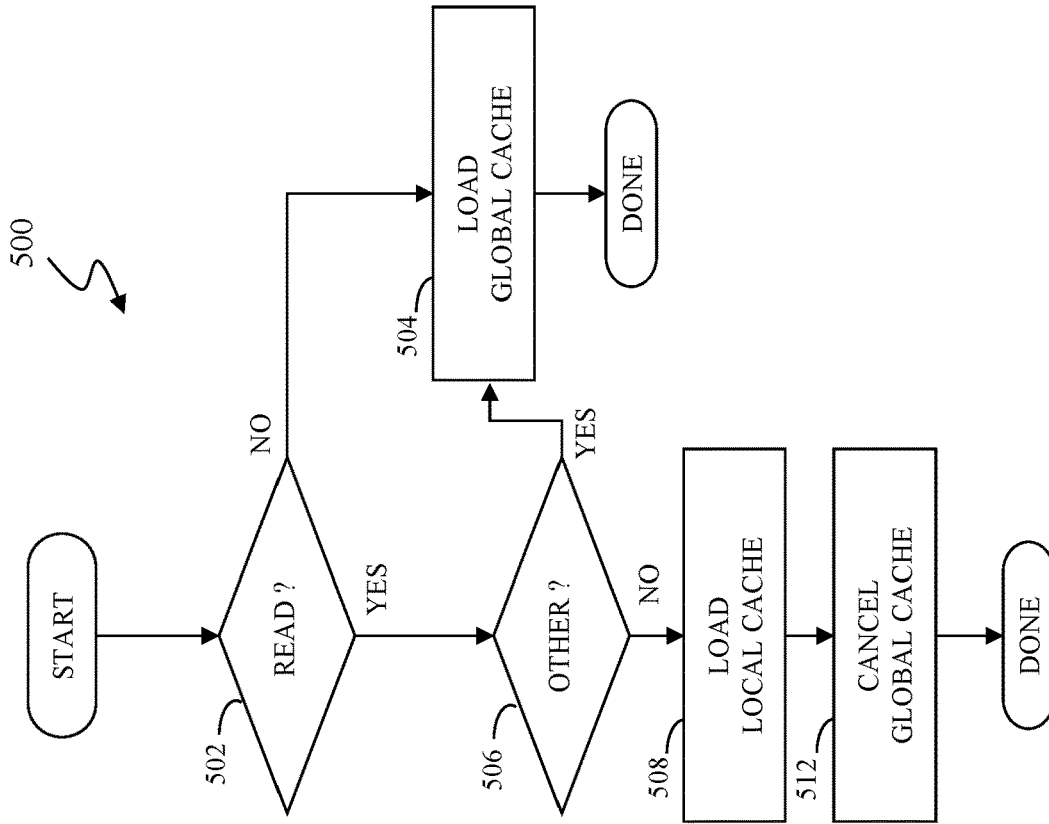 500
START
502
READ ?
NO
YES
504
LOAD
GLOBAL CACHE
DONE
506
OTHER ?
YES
NO
508
LOAD
LOCAL CACHE
512
CANCEL
GLOBAL CACHE
DONE